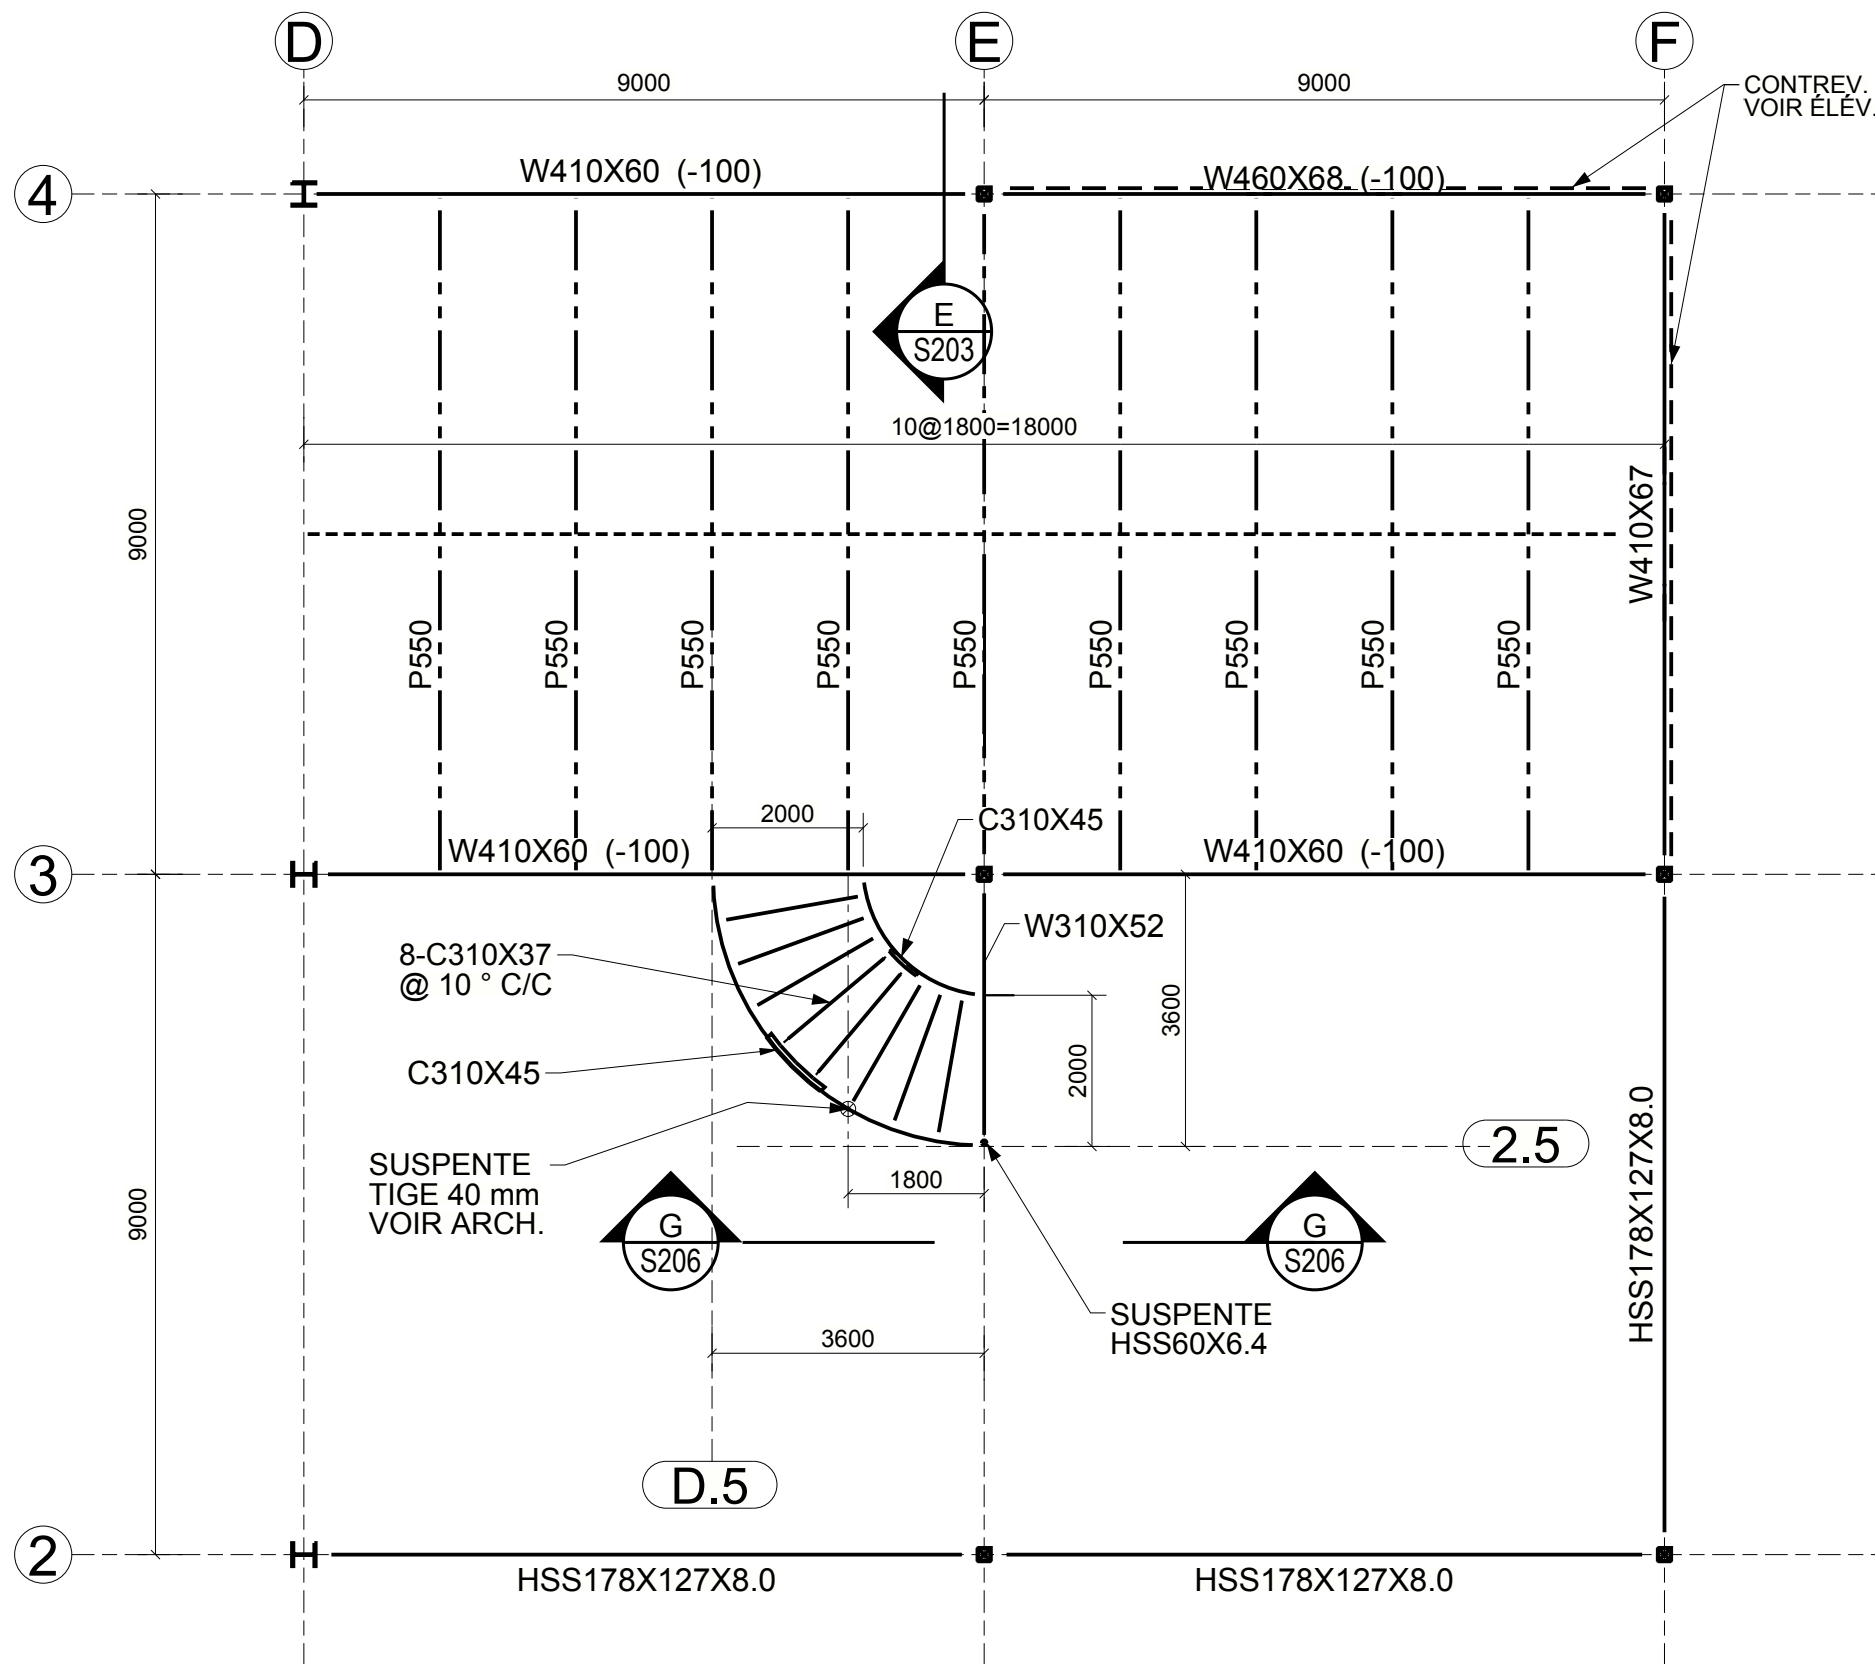 D
E
F
9000
9000
CONTREV.
VOIR ÉLÉV.
4
W410X60 (-100)
W460X68 (-100)
E
S203
10@1800=18000
9000
W410X67
P550
P550
P550
P550
P550
P550
P550
P550
P550
2000
C310X45
3
W410X60 (-100)
W410X60 (-100)
W310X52
8-C310X37
@ 10 ° C/C
3600
2000
C310X45
2.5
SUSPENTE
TIGE 40 mm
VOIR ARCH.
1800
9000
G
S206
G
S206
HSS178X127X8.0
SUSPENTE
HSS60X6.4
3600
D.5
2
HSS178X127X8.0
HSS178X127X8.0